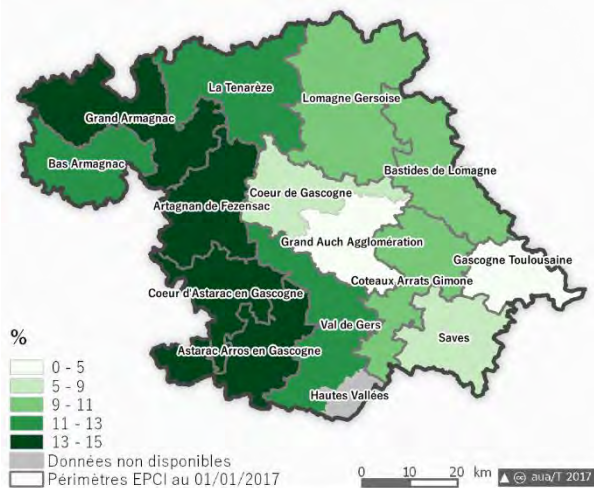 La Tenarèze
Lomagne Gersoise
Grand Armagnac
Bas Armagnac
Bastides de Lomagne
Coeur de Gascogne
Artagnan de Fezensac
Grand Auch Agglomération
Gascogne Toulousaine
Coteaux Arrats Gimone
Coeur d'Astarac en Gascogne
Val de Gers
Saves
Astarac Arros en Gascogne
Hautes Vallées
%
0 - 5
5 - 9
9 - 11
11 - 13
13 - 15
Données non disponibles
Périmètres EPCI au 01/01/2017
0 10 20 km
cc aua/T 2017